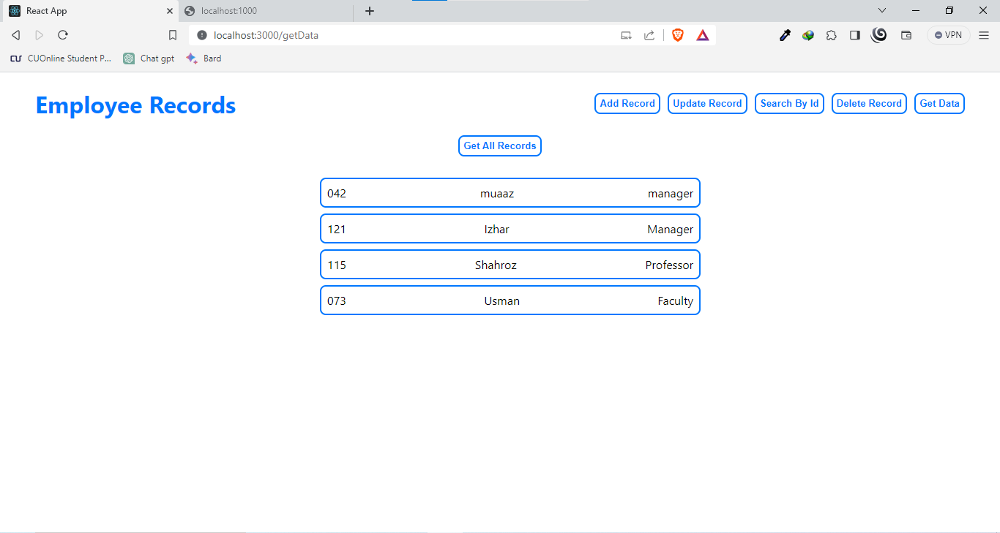 React App
localhost:1000
localhost:3000/getData
VPN
CUOnline Student P...
Chat gpt
Bard
Employee Records
Add Record
Update Record
Search By Id
Delete Record
Get Data
Get All Records
042 muaaz manager
121 Izhar Manager
115 Shahroz Professor
073 Usman Faculty